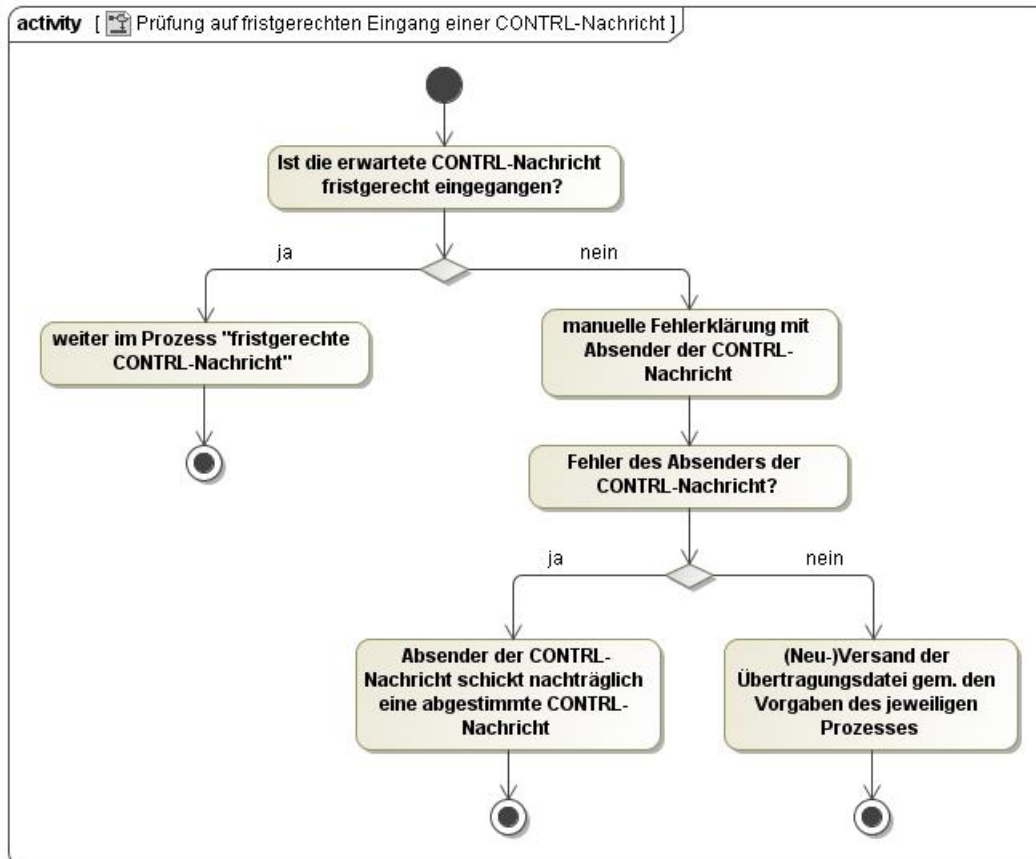 activity [ Prüfung auf fristgerechten Eingang einer CONTRL-Nachricht ]
Ist die erwartete CONTRL-Nachricht
fristgerecht eingegangen?
ja
nein
weiter im Prozess "fristgerechte
CONTRL-Nachricht"
manuelle Fehlerklärung mit
Absender der CONTRL-
Nachricht
Fehler des Absenders der
CONTRL-Nachricht?
ja
nein
Absender der CONTRL-
Nachricht schickt nachträglich
eine abgestimmte CONTRL-
Nachricht
(Neu-)Versand der
Übertragungsdatei gem. den
Vorgaben des jeweiligen
Prozesses